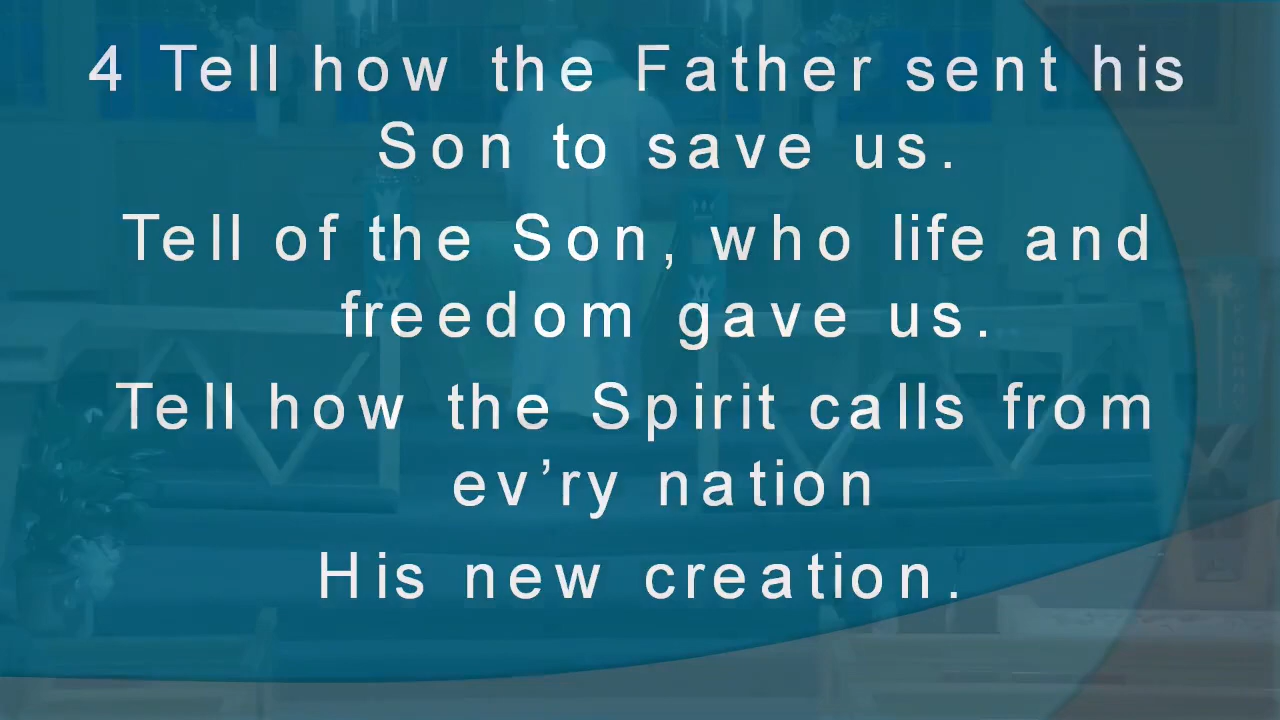 4 Tell how the Father sent his
Son to save us.
Tell of the Son, who life and
freedom gave us.
Tell how the Spirit calls from
ev’ry nation
His new creation.